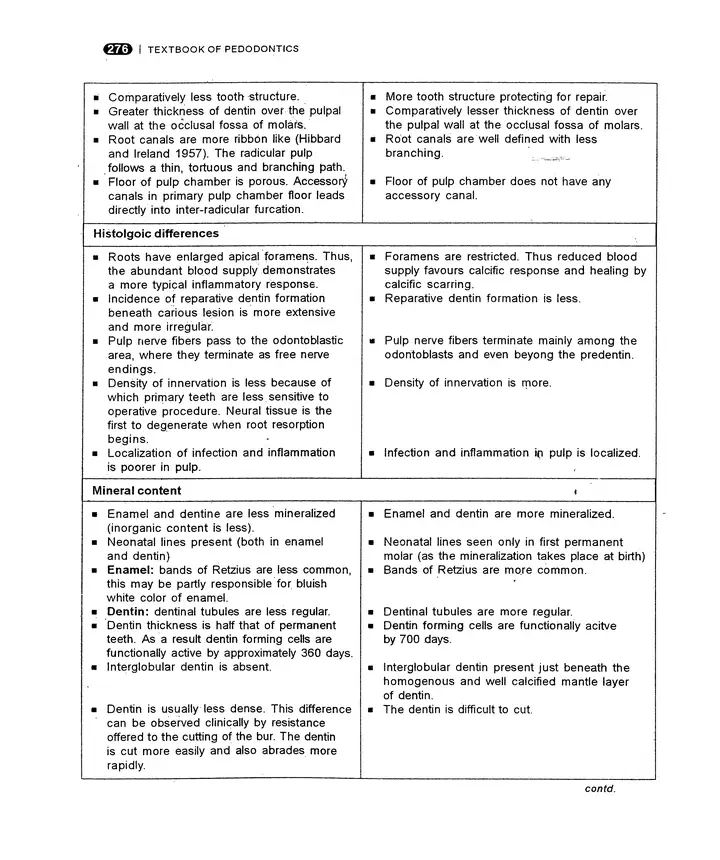 276 | TEXTBOOK OF PEDODONTICS
▪ Comparatively less tooth structure.
▪ Greater thickness of dentin over the pulpal
wall at the occlusal fossa of molars.
▪ Root canals are more ribbon like (Hibbard
and Ireland 1957). The radicular pulp
follows a thin, tortuous and branching path.
▪ Floor of pulp chamber is porous. Accessory
canals in primary pulp chamber floor leads
directly into inter-radicular furcation.
▪ More tooth structure protecting for repair.
▪ Comparatively lesser thickness of dentin over
the pulpal wall at the occlusal fossa of molars.
▪ Root canals are well defined with less
branching.
▪ Floor of pulp chamber does not have any
accessory canal.
Histolgoic differences
▪ Roots have enlarged apical foramens. Thus,
the abundant blood supply demonstrates
a more typical inflammatory response.
▪ Incidence of reparative dentin formation
beneath carious lesion is more extensive
and more irregular.
▪ Pulp nerve fibers pass to the odontoblastic
area, where they terminate as free nerve
endings.
▪ Density of innervation is less because of
which primary teeth are less sensitive to
operative procedure. Neural tissue is the
first to degenerate when root resorption
begins.
▪ Localization of infection and inflammation
is poorer in pulp.
▪ Foramens are restricted. Thus reduced blood
supply favours calcific response and healing by
calcific scarring.
▪ Reparative dentin formation is less.
▪ Pulp nerve fibers terminate mainly among the
odontoblasts and even beyong the predentin.
▪ Density of innervation is more.
▪ Infection and inflammation in pulp is localized.
Mineral content
▪ Enamel and dentine are less mineralized
(inorganic content is less).
▪ Neonatal lines present (both in enamel
and dentin)
▪ Enamel: bands of Retzius are less common,
this may be partly responsible for bluish
white color of enamel.
▪ Dentin: dentinal tubules are less regular.
▪ Dentin thickness is half that of permanent
teeth. As a result dentin forming cells are
functionally active by approximately 360 days.
▪ Interglobular dentin is absent.
▪ Dentin is usually less dense. This difference
can be observed clinically by resistance
offered to the cutting of the bur. The dentin
is cut more easily and also abrades more
rapidly.
▪ Enamel and dentin are more mineralized.
▪ Neonatal lines seen only in first permanent
molar (as the mineralization takes place at birth)
▪ Bands of Retzius are more common.
▪ Dentinal tubules are more regular.
▪ Dentin forming cells are functionally acitve
by 700 days.
▪ Interglobular dentin present just beneath the
homogenous and well calcified mantle layer
of dentin.
▪ The dentin is difficult to cut.
contd.